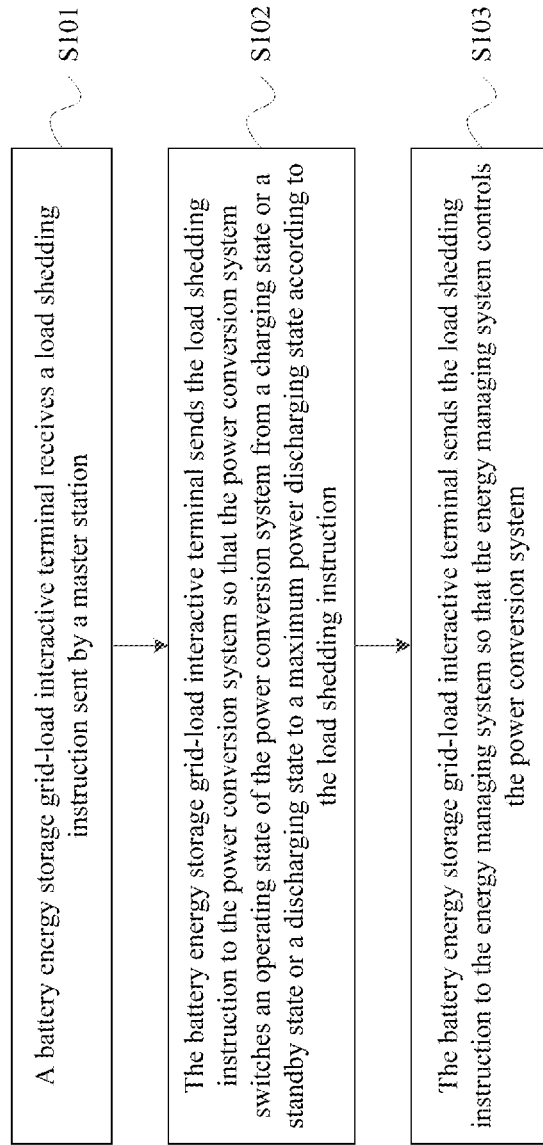 A battery energy storage grid-load interactive terminal receives a load shedding
instruction sent by a master station
S101
The battery energy storage grid-load interactive terminal sends the load shedding
instruction to the power conversion system so that the power conversion system
switches an operating state of the power conversion system from a charging state or a
standby state or a discharging state to a maximum power discharging state according to
the load shedding instruction
S102
The battery energy storage grid-load interactive terminal sends the load shedding
instruction to the energy managing system so that the energy managing system controls
the power conversion system
S103